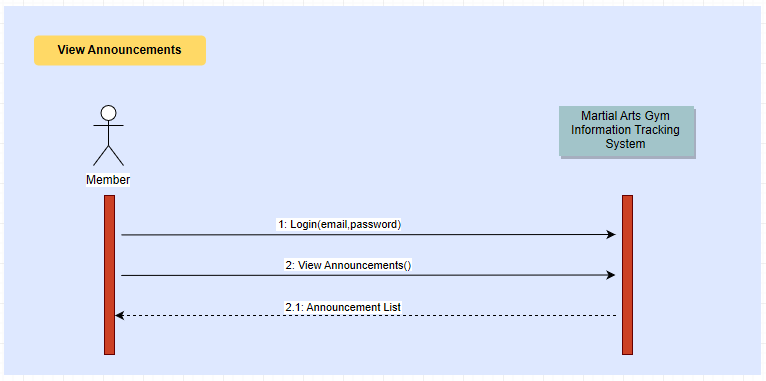 View Announcements
Martial Arts Gym
Information Tracking
System
Member
1: Login(email,password)
2: View Announcements()
2.1: Announcement List